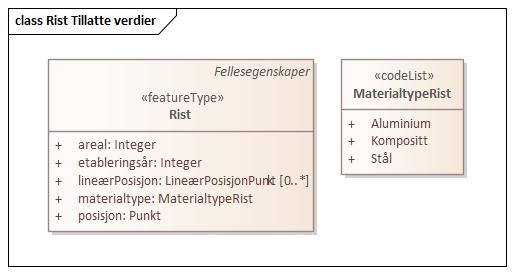 class Rist Tillatte verdier
Fellesegenskaper
«featureType»
Rist
+ areal: Integer
+ etableringsår: Integer
+ lineærPosisjon: LineærPosisjonPunkt [0..*]
+ materialtype: MaterialtypeRist
+ posisjon: Punkt
«codeList»
MaterialtypeRist
+ Aluminium
+ Kompositt
+ Stål